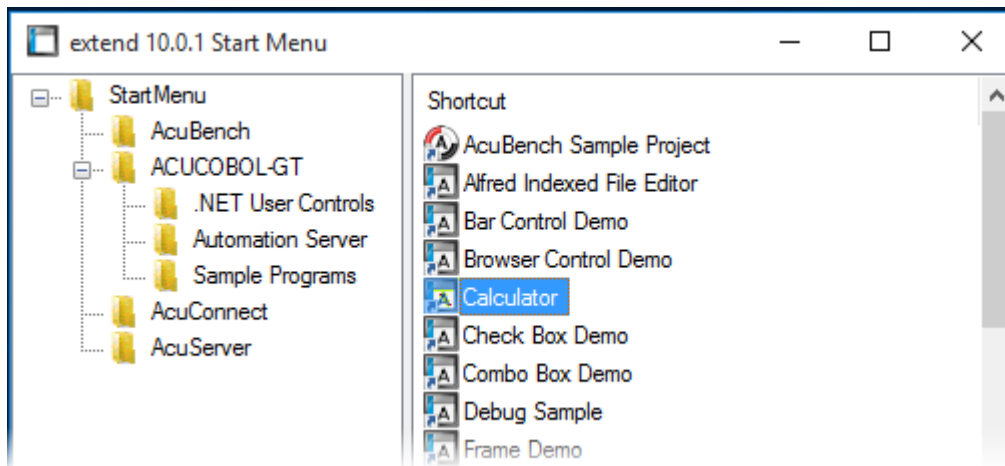 extend 10.0.1 Start Menu
StartMenu
AcuBench
ACUCOBOL-GT
.NET User Controls
Automation Server
Sample Programs
AcuConnect
AcuServer
Shortcut
AcuBench Sample Project
Alfred Indexed File Editor
Bar Control Demo
Browser Control Demo
Calculator
Check Box Demo
Combo Box Demo
Debug Sample
Frame Demo